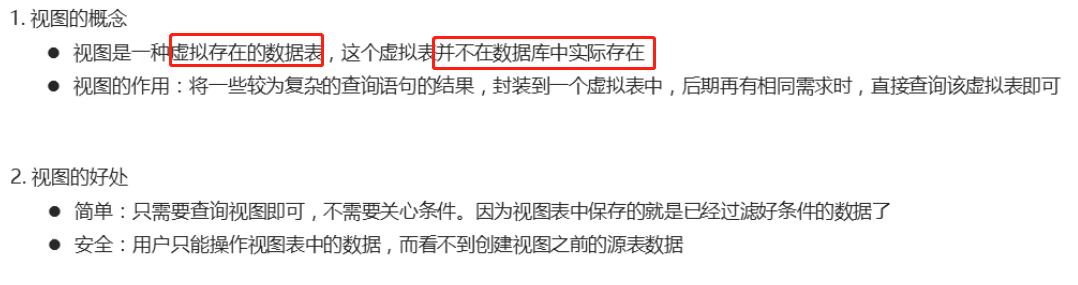 1. 视图的概念
● 视图是一种虚拟存在的数据表，这个虚拟表并不在数据库中实际存在
● 视图的作用：将一些较为复杂的查询语句的结果，封装到一个虚拟表中，后期再有相同需求时，直接查询该虚拟表即可
2. 视图的好处
● 简单：只需要查询视图即可，不需要关心条件。因为视图表中保存的就是已经过滤好条件的数据了
● 安全：用户只能操作视图表中的数据，而看不到创建视图之前的源表数据